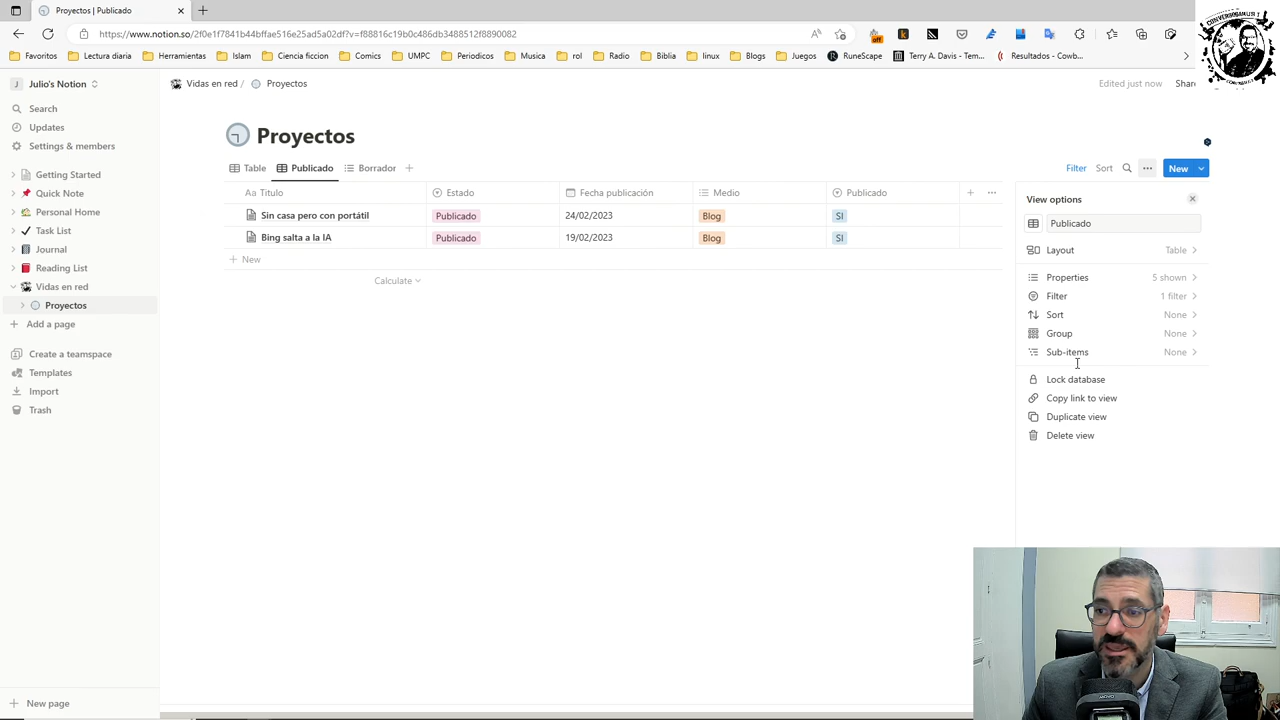 Proyectos | Publicado
https://www.notion.so/2f0e1f7841b44bffae516e25ad5a02df?v=f88816c19b0c486db3488512f8890082
Favoritos Lectura diaria Herramientas Islam Ciencia ficcion Comics UMPC Periodicos Musica rol Radio Biblia linux Blogs Juegos RuneScape Terry A. Davis - Tem... Resultados - Cowb...
J Julio's Notion
Search
Updates
Settings & members
Getting Started
Quick Note
Personal Home
Task List
Journal
Reading List
Vidas en red
Proyectos
Add a page
Create a teamspace
Templates
Import
Trash
New page
Vidas en red / Proyectos
Edited just now Share
Proyectos
Table Publicado Borrador
Filter Sort New
Aa Titulo Estado Fecha publicación Medio Publicado
Sin casa pero con portátil Publicado 24/02/2023 Blog SI
Bing salta a la IA Publicado 19/02/2023 Blog SI
New
Calculate
View options
Publicado
Layout Table
Properties 5 shown
Filter 1 filter
Sort None
Group None
Sub-items None
Lock database
Copy link to view
Duplicate view
Delete view